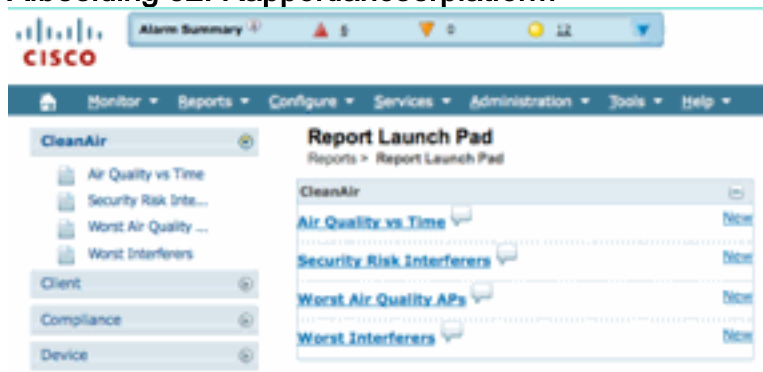 Alarm Summary 5 0 12
CISCO
Monitor Reports Configure Services Administration Tools Help
CleanAir
Air Quality vs Time
Security Risk Inte...
Worst Air Quality ...
Worst Interferers
Client
Compliance
Device
Report Launch Pad
Reports > Report Launch Pad
CleanAir
Air Quality vs Time New
Security Risk Interferers New
Worst Air Quality APs New
Worst Interferers New